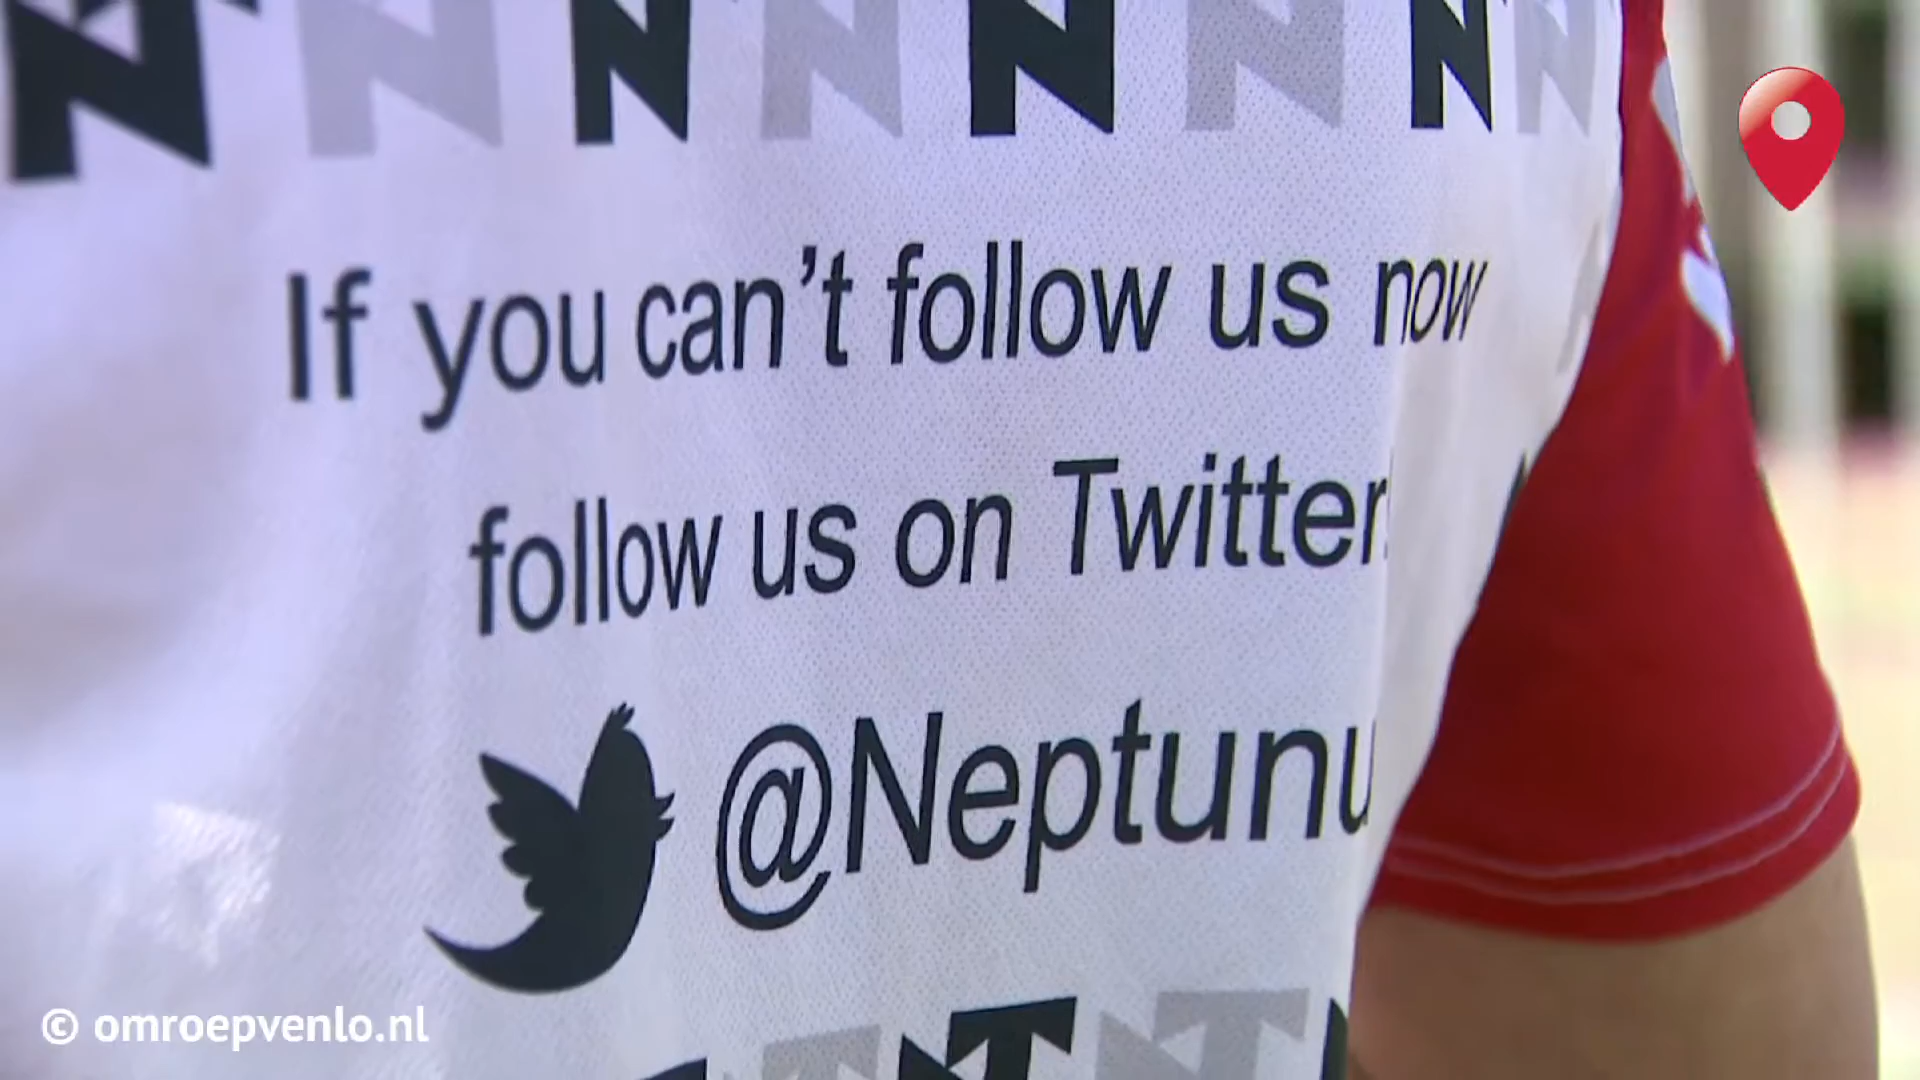 N N N N N N N N
If you can't follow us now
follow us on Twitter
@Neptunu
© omroepvenlo.nl